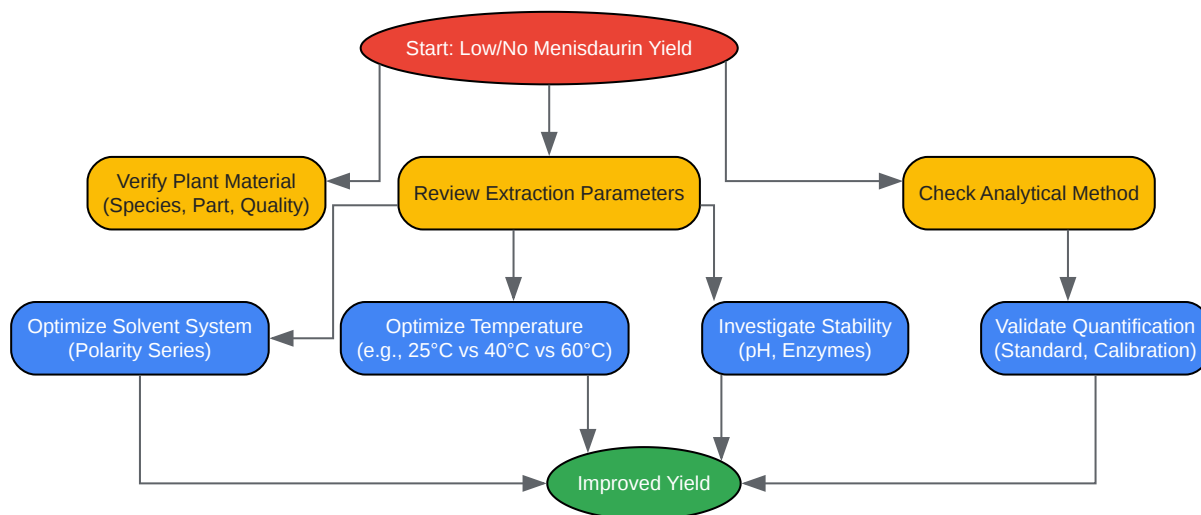 Start: Low/No Menisdaurin Yield
Verify Plant Material
(Species, Part, Quality)
Review Extraction Parameters
Check Analytical Method
Optimize Solvent System
(Polarity Series)
Optimize Temperature
(e.g., 25°C vs 40°C vs 60°C)
Investigate Stability
(pH, Enzymes)
Validate Quantification
(Standard, Calibration)
Improved Yield